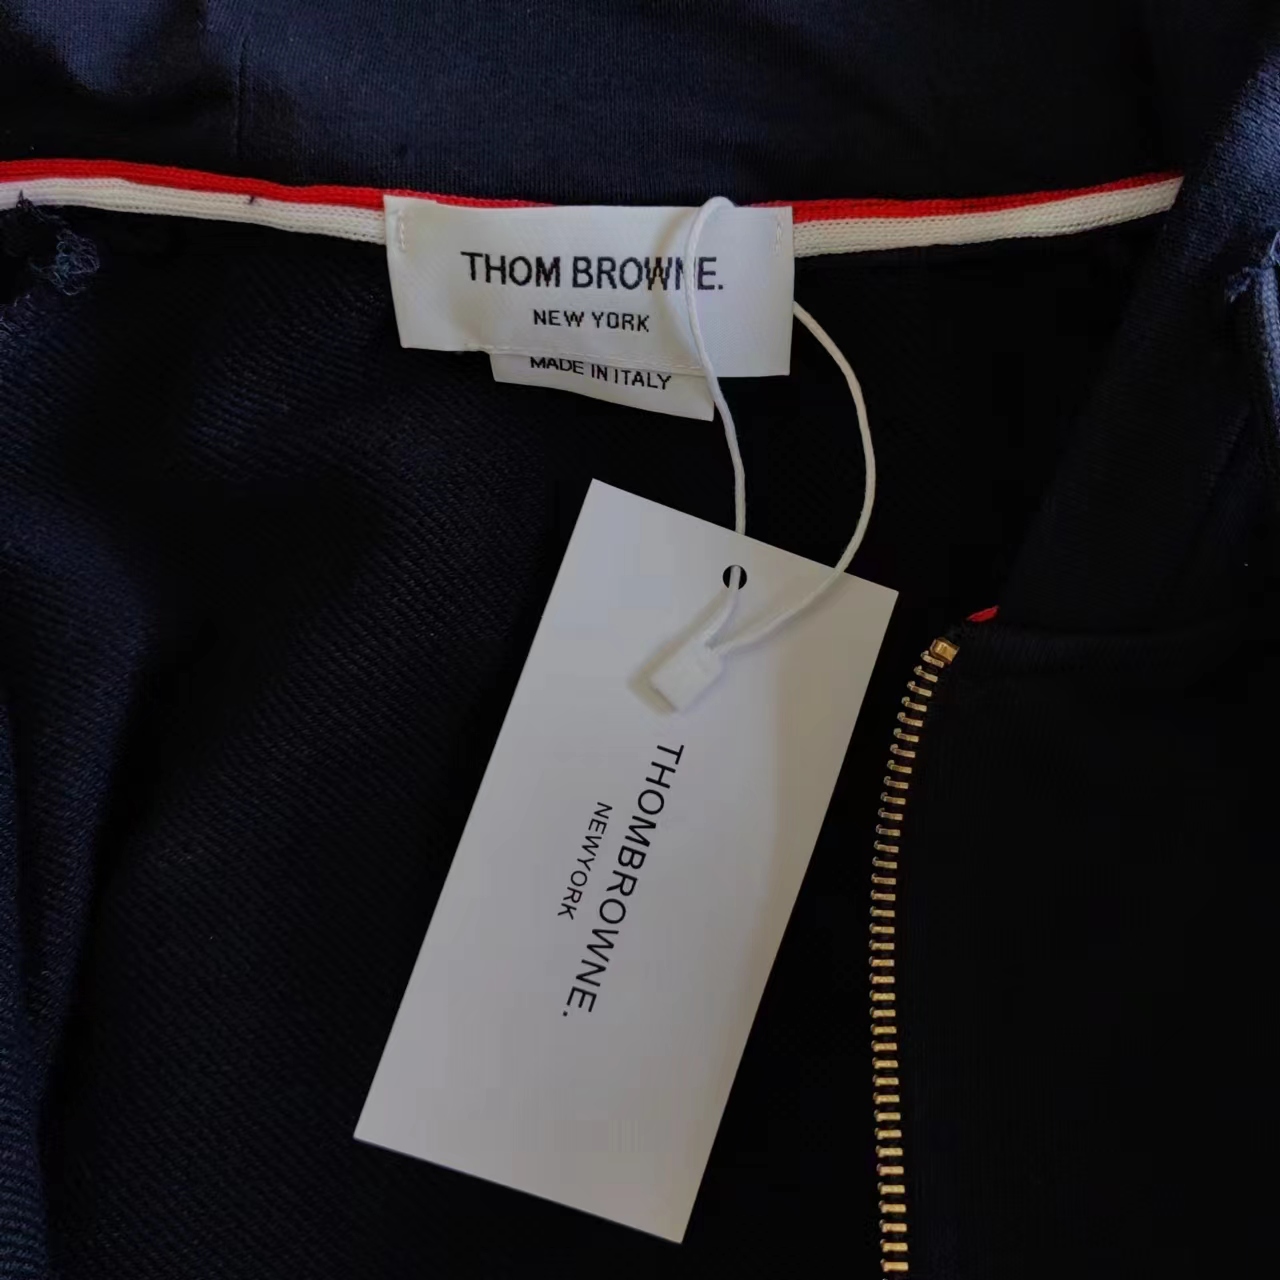 THOM BROWNE.
NEW YORK
MADE IN ITALY
THOMBROWNE.
NEWYORK